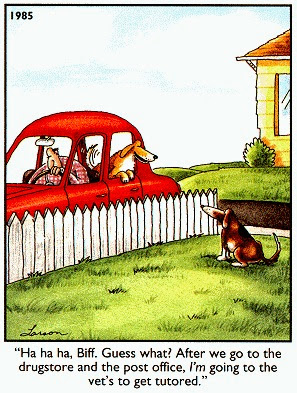 1985
Larson
"Ha ha ha, Biff. Guess what? After we go to the
drugstore and the post office, I'm going to the
vet's to get tutored."